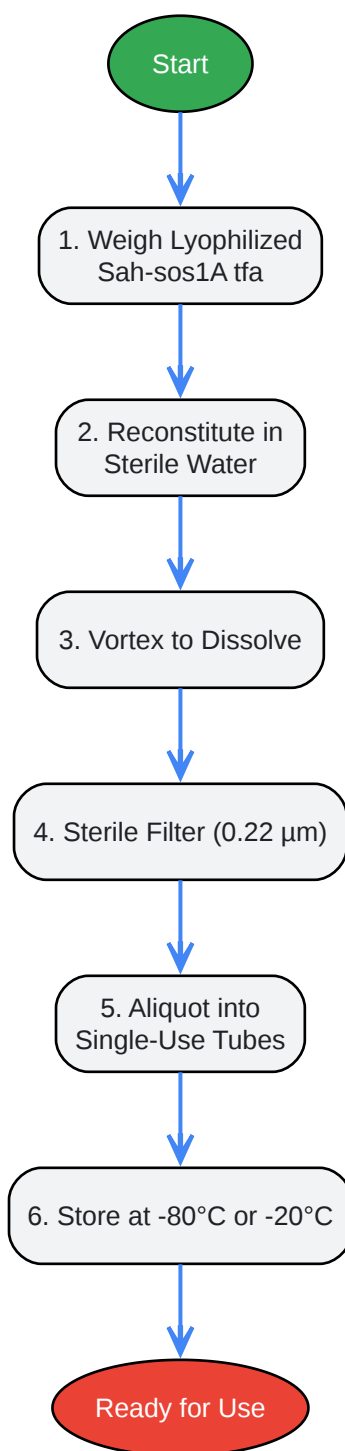 Start
1. Weigh Lyophilized
Sah-sos1A tfa
2. Reconstitute in
Sterile Water
3. Vortex to Dissolve
4. Sterile Filter (0.22 µm)
5. Aliquot into
Single-Use Tubes
6. Store at -80°C or -20°C
Ready for Use